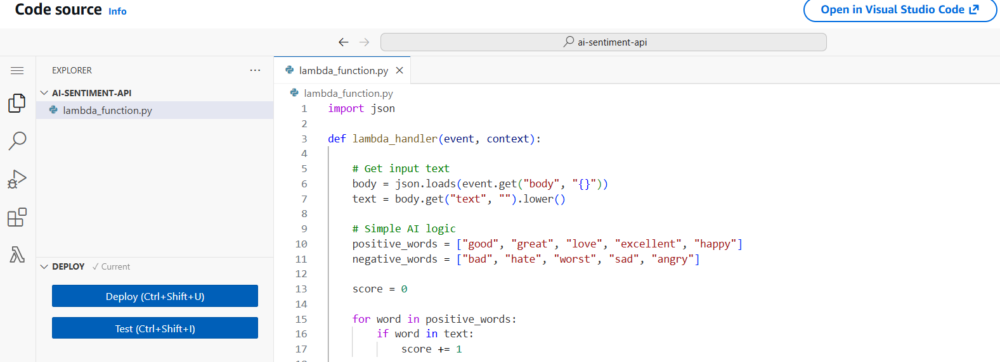 Code source Info
Open in Visual Studio Code
ai-sentiment-api
EXPLORER
AI-SENTIMENT-API
lambda_function.py
DEPLOY Current
Deploy (Ctrl+Shift+U)
Test (Ctrl+Shift+I)
lambda_function.py
lambda_function.py
1 import json
2
3 def lambda_handler(event, context):
4
5     # Get input text
6     body = json.loads(event.get("body", "{}"))
7     text = body.get("text", "").lower()
8
9     # Simple AI logic
10     positive_words = ["good", "great", "love", "excellent", "happy"]
11     negative_words = ["bad", "hate", "worst", "sad", "angry"]
12
13     score = 0
14
15     for word in positive_words:
16         if word in text:
17             score += 1